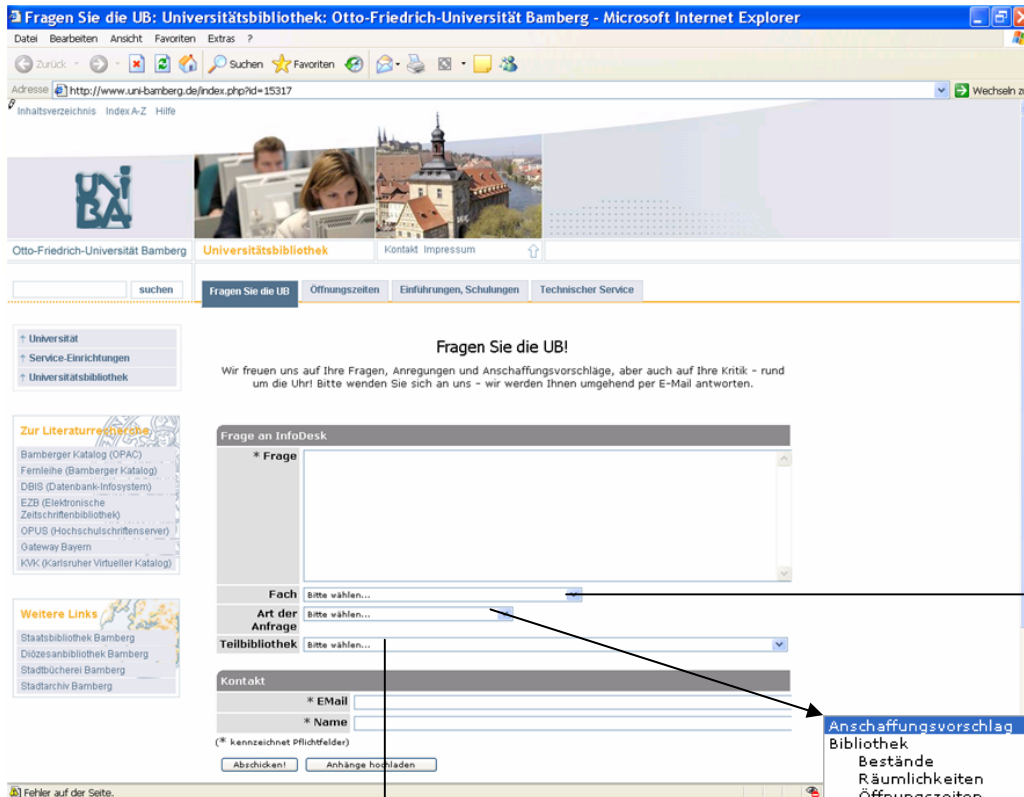 Fragen Sie die UB: Universitätsbibliothek: Otto-Friedrich-Universität Bamberg - Microsoft Internet Explorer
Datei Bearbeiten Ansicht Favoriten Extras ?
Zurück Suchen Favoriten
Adresse http://www.uni-bamberg.de/index.php?id=15317 Wechseln zu
Inhaltsverzeichnis Index A-Z Hilfe
UNI
BA
Otto-Friedrich-Universität Bamberg Universitätsbibliothek Kontakt Impressum
suchen Fragen Sie die UB Öffnungszeiten Einführungen, Schulungen Technischer Service
Universität
Service-Einrichtungen
Universitätsbibliothek
Fragen Sie die UB!
Wir freuen uns auf Ihre Fragen, Anregungen und Anschaffungsvorschläge, aber auch auf Ihre Kritik - rund
um die Uhr! Bitte wenden Sie sich an uns - wir werden Ihnen umgehend per E-Mail antworten.
Zur Literaturrecherche
Bamberger Katalog (OPAC)
Fernleihe (Bamberger Katalog)
DBIS (Datenbank-Infosystem)
EZB (Elektronische
Zeitschriftenbibliothek)
OPUS (Hochschulschriftenserver)
Gateway Bayern
KVK (Karlsruher Virtueller Katalog)
Weitere Links
Staatsbibliothek Bamberg
Diözesanbibliothek Bamberg
Stadtbücherei Bamberg
Stadtarchiv Bamberg
Frage an InfoDesk
* Frage
Fach Bitte wählen...
Art der
Anfrage Bitte wählen...
Teilbibliothek Bitte wählen...
Kontakt
* EMail
* Name
(* kennzeichnet Pflichtfelder)
Abschicken! Anhänge hochladen
Anschaffungsvorschlag
Bibliothek
Bestände
Räumlichkeiten
Öffnungszeiten
Fehler auf der Seite.